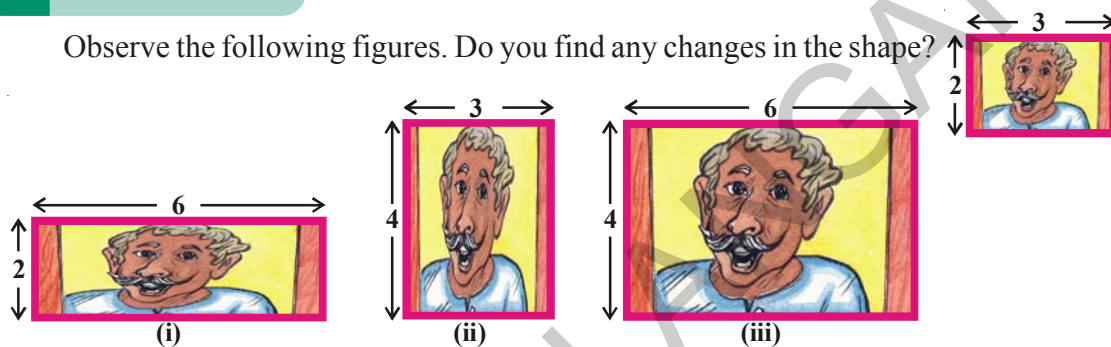 Observe the following figures. Do you find any changes in the shape?
3
2
6
2
(i)
3
4
(ii)
6
4
(iii)